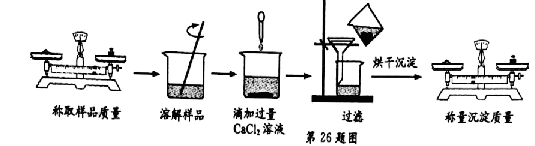 烘干沉淀
称取样品质量
溶解样品
滴加过量
CaCl₂溶液
过滤
称量沉淀质量
第26题图